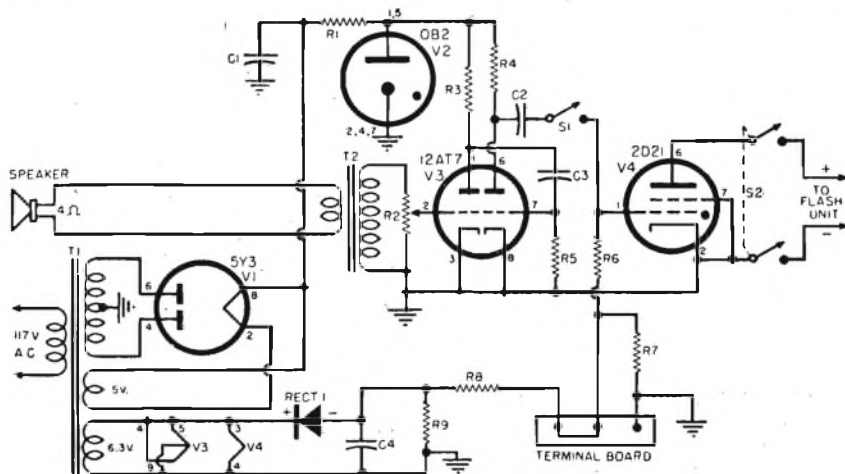 1,5
R1
OB2
V2
C1
R3
R4
C2
S1
2,4,7
SPEAKER
4Ω
T2
12AT7
V3
1
6
2
7
3
8
R2
C3
R5
R6
2D21
V4
6
7
1
2
S2
+
TO
FLASH
UNIT
-
T1
5Y3
V1
6
4
8
2
117V
A C
5V.
6.3V.
4
5
9
V3
3
4
V4
RECT 1
+
-
C4
R9
R8
R7
TERMINAL BOARD